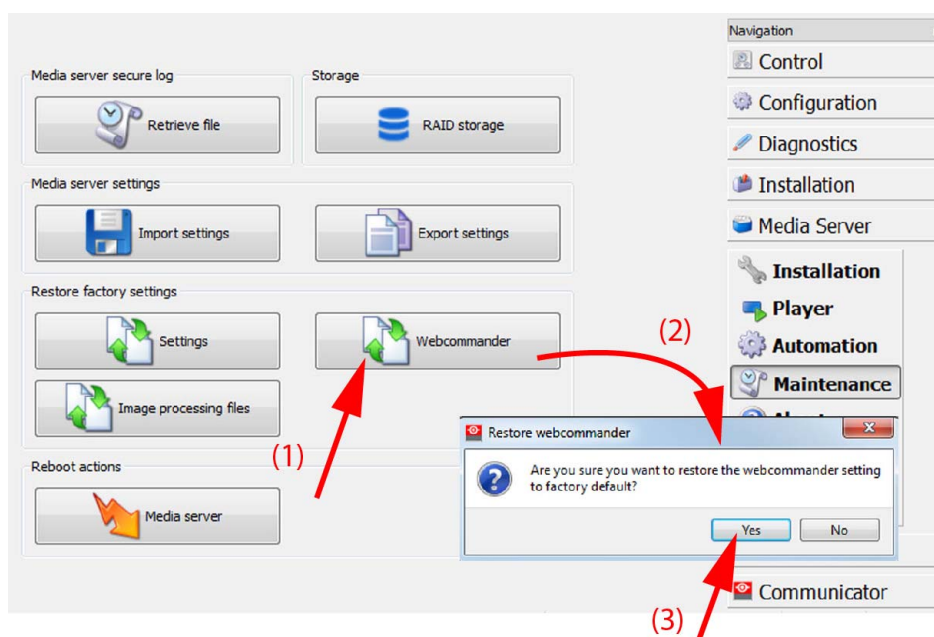 Navigation
Control
Configuration
Diagnostics
Installation
Media Server
Installation
Player
Automation
Maintenance
Media server secure log
Retrieve file
Storage
RAID storage
Media server settings
Import settings
Export settings
Restore factory settings
Settings
Webcommander
Image processing files
Reboot actions
Media server
(1)
(2)
Restore webcommander
Are you sure you want to restore the webcommander setting
to factory default?
Yes
No
(3)
Communicator